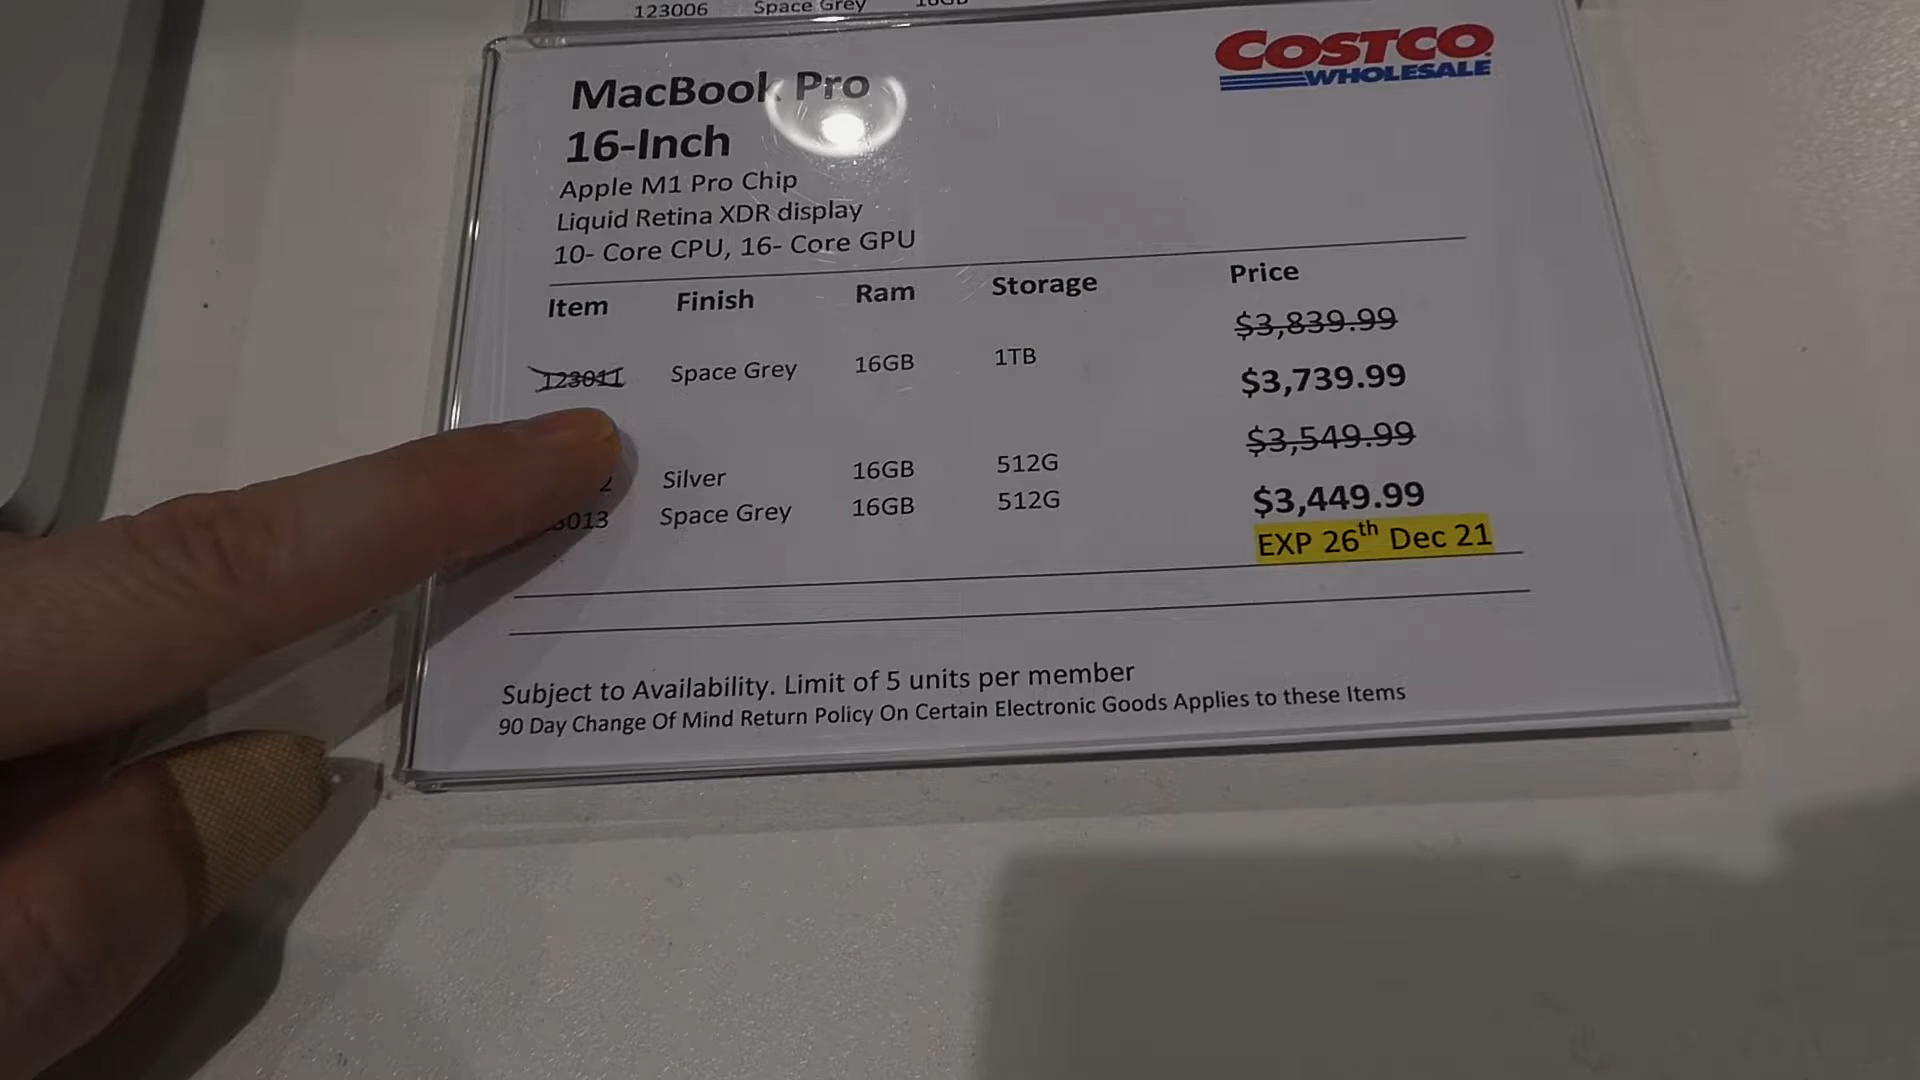 123006 Space Grey 16GB
COSTCO
WHOLESALE
MacBook Pro
16-Inch
Apple M1 Pro Chip
Liquid Retina XDR display
10- Core CPU, 16- Core GPU
Item Finish Ram Storage Price
$3,839.99
123011 Space Grey 16GB 1TB
$3,739.99
$3,549.99
2 Silver 16GB 512G
3013 Space Grey 16GB 512G $3,449.99
EXP 26th Dec 21
Subject to Availability. Limit of 5 units per member
90 Day Change Of Mind Return Policy On Certain Electronic Goods Applies to these Items